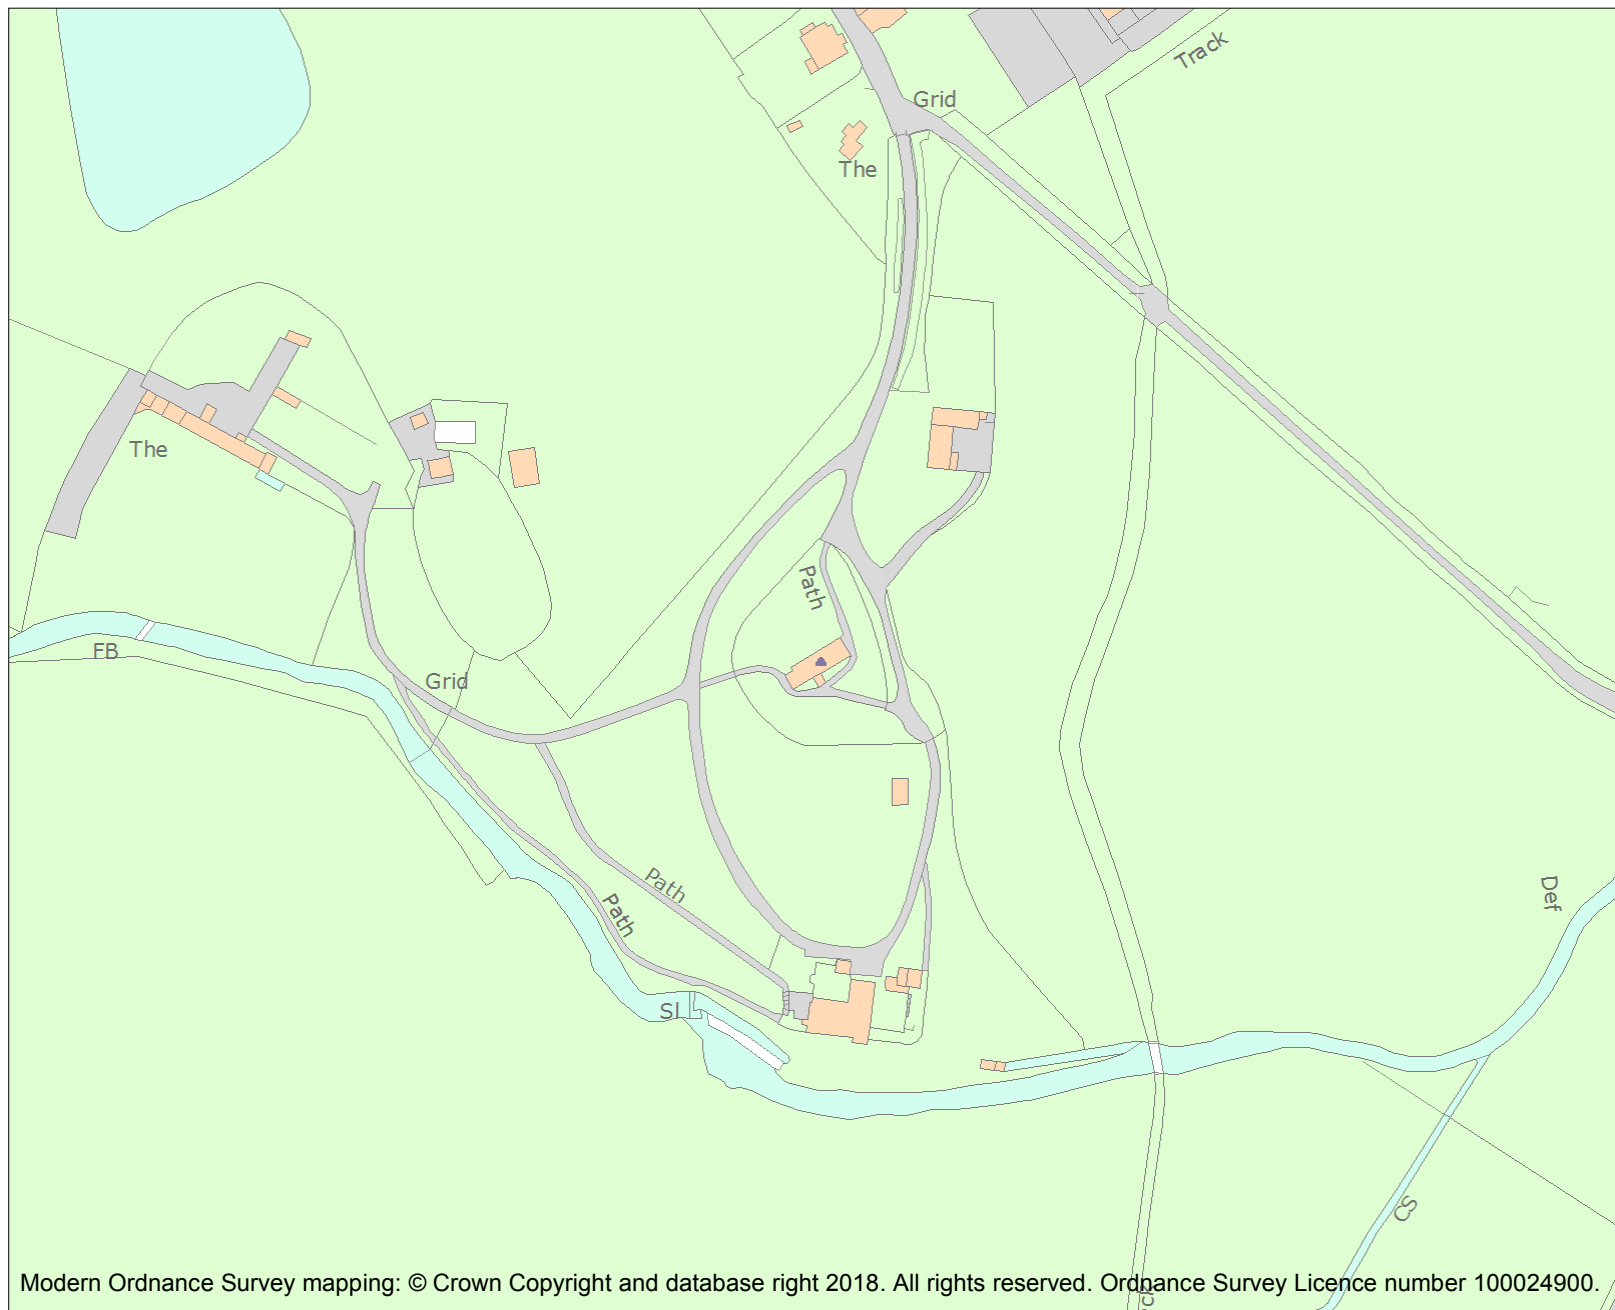 Track
Grid
The
The
Path
FB
Grid
Path
Path
Def
Sl
CS
Modern Ordnance Survey mapping: © Crown Copyright and database right 2018. All rights reserved. Ordnance Survey Licence number 100024900.